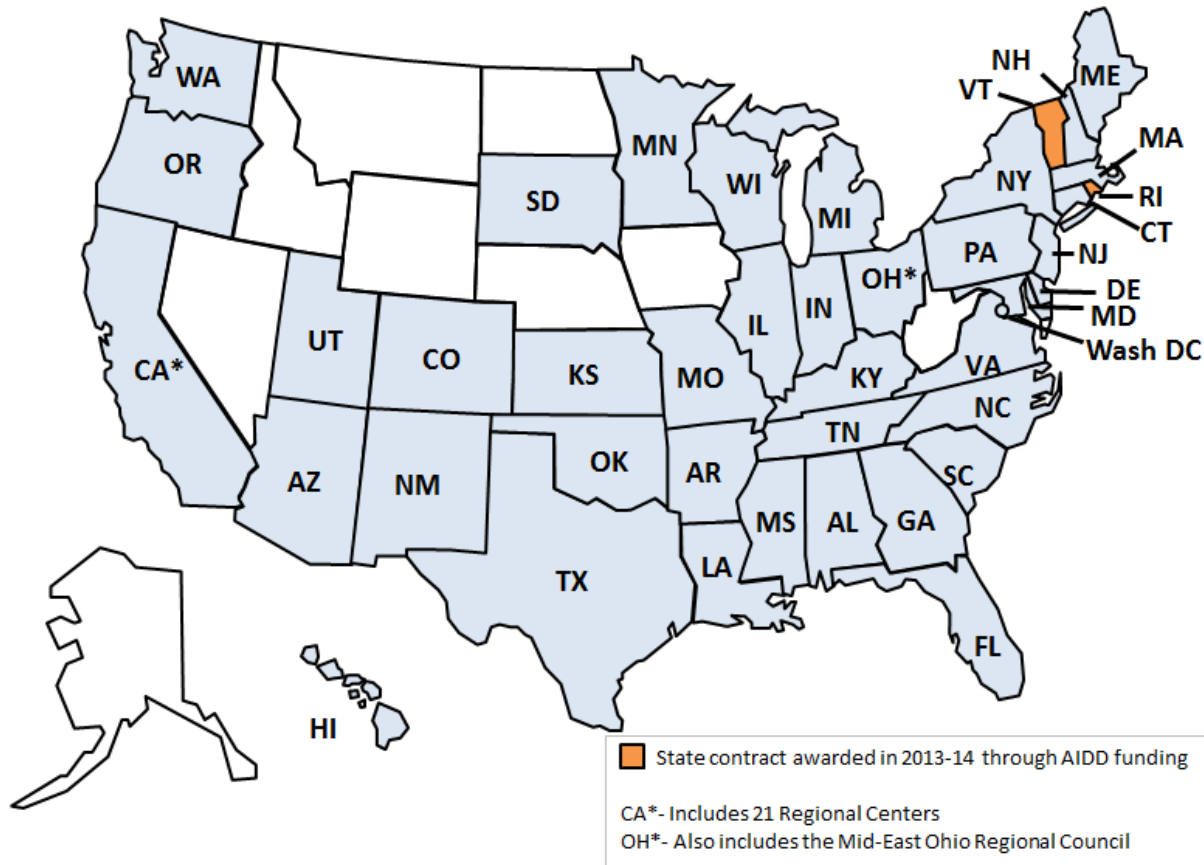 WA
NH
ME
VT
MN
MA
OR
WI
NY
SD
RI
MI
CT
PA
NJ
OH*
DE
MD
UT
IL
IN
Wash DC
CO
CA*
KS
MO
KY
VA
NC
TN
OK
AR
AZ
NM
SC
MS
AL
GA
LA
TX
FL
HI
State contract awarded in 2013-14 through AIDD funding
CA*- Includes 21 Regional Centers
OH*- Also includes the Mid-East Ohio Regional Council